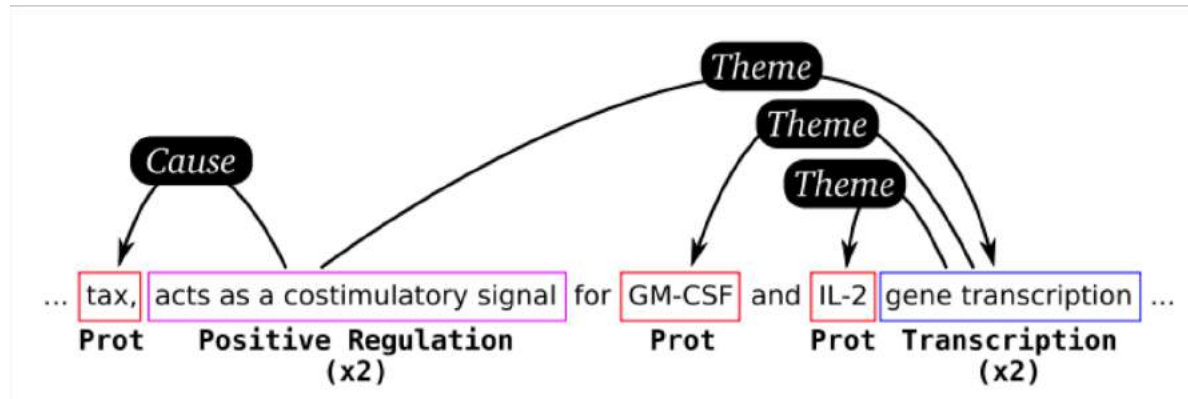 Theme
Theme
Cause
Theme
... tax, acts as a costimulatory signal for GM-CSF and IL-2 gene transcription ...
Prot Positive Regulation Prot Prot Transcription
(x2) (x2)